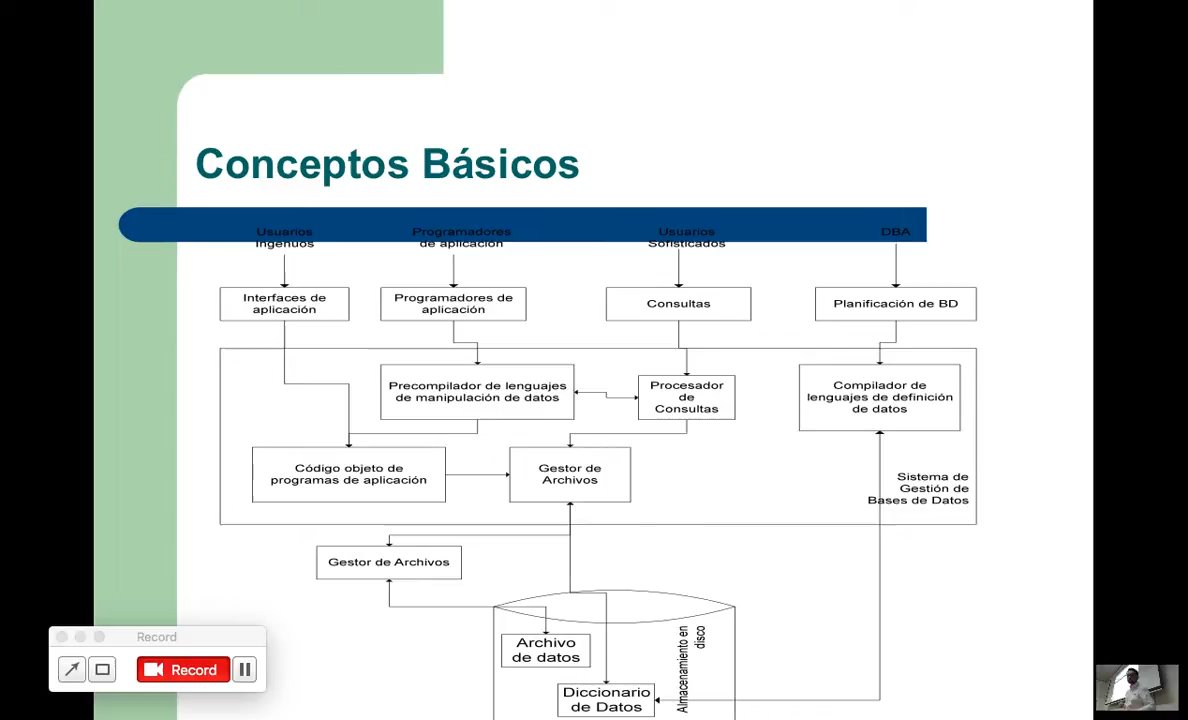 Conceptos Básicos
Usuarios
Ingenuos
Programadores
de aplicación
Usuarios
Sofisticados
DBA
Interfaces de
aplicación
Programadores de
aplicación
Consultas
Planificación de BD
Precompilador de lenguajes
de manipulación de datos
Procesador
de
Consultas
Compilador de
lenguajes de definición
de datos
Código objeto de
programas de aplicación
Gestor de
Archivos
Sistema de
Gestión de
Bases de Datos
Gestor de Archivos
Archivo
de datos
Almacenamiento en
disco
Diccionario
de Datos
Record
Record